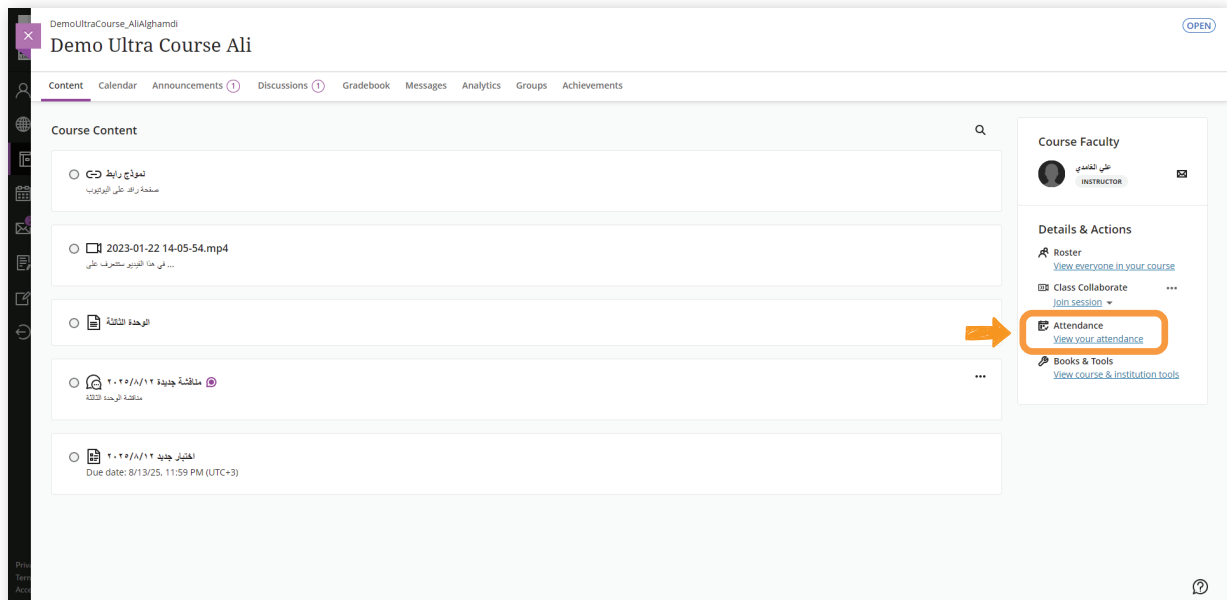 DemoUltraCourse_AliAlghamdi
Demo Ultra Course Ali
OPEN
Content Calendar Announcements 1 Discussions 1 Gradebook Messages Analytics Groups Achievements
Course Content
نموذج رابط
صفحة رافد على اليوتيوب
2023-01-22 14-05-54.mp4
في هذا الفيديو ستتعرف على ...
الوحدة الثالثة
مناقشة جديدة ٢٠٢٥/٨/١٢
مناقشة الوحدة الثالثة
اختبار جديد ٢٠٢٥/٨/١٢
Due date: 8/13/25, 11:59 PM (UTC+3)
Course Faculty
علي الغامدي
INSTRUCTOR
Details & Actions
Roster
View everyone in your course
Class Collaborate
Join session
Attendance
View your attendance
Books & Tools
View course & institution tools